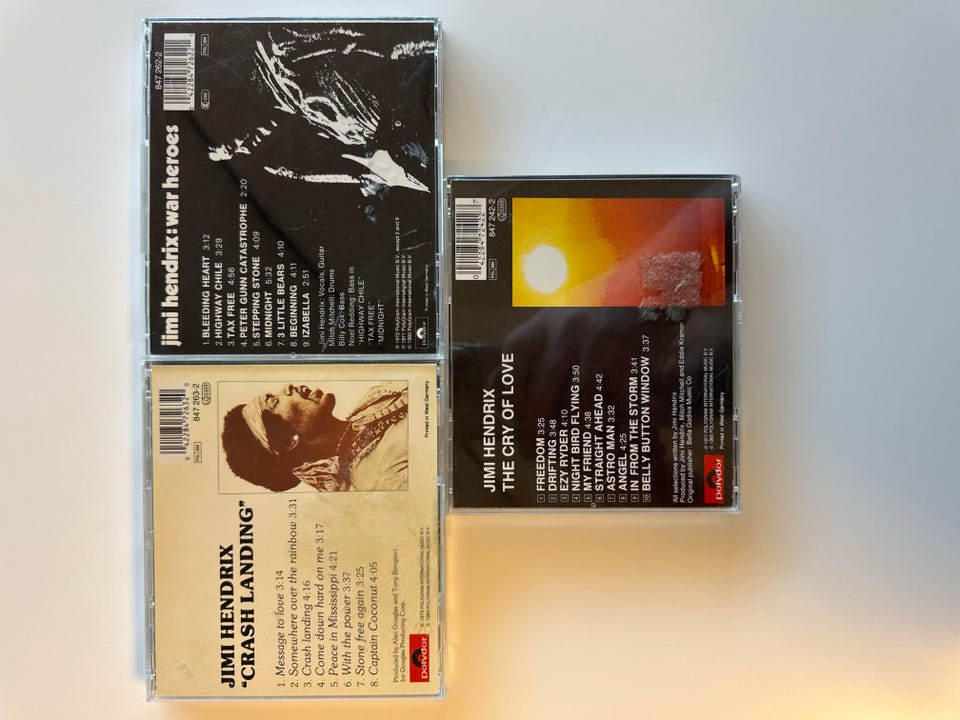 jimi hendrix:war heroes
847 262-2
1. BLEEDING HEART 3:12
2. HIGHWAY CHILE 3:29
3. TAX FREE 4:56
4. PETER GUNN CATASTROPHE 2:20
5. STEPPING STONE 4:09
6. MIDNIGHT 5:32
7. 3 LITTLE BEARS 4:10
8. BEGINNING 4:11
9. IZABELLA 2:51
Jimi Hendrix: Vocals, Guitar
Mitch Mitchell: Drums
Billy Cox: Bass
Noel Redding: Bass in
"HIGHWAY CHILE"
"TAX FREE"
"MIDNIGHT"
Printed in West Germany
JIMI HENDRIX
"CRASH LANDING"
847 263-2
1. Message to love 3:14
2. Somewhere over the rainbow 3:31
3. Crash landing 4:16
4. Come down hard on me 3:17
5. Peace in Mississippi 4:21
6. With the power 3:37
7. Stone free again 3:25
8. Captain Coconut 4:05
Produced by Alan Douglas and Tony Bongiovi
for Douglas Producing Corp.
Printed in West Germany
polydor
JIMI HENDRIX
THE CRY OF LOVE
847 242-2
1 FREEDOM 3:25
2 DRIFTING 3:48
3 EZY RYDER 4:10
4 NIGHT BIRD FLYING 3:50
5 MY FRIEND 4:36
6 STRAIGHT AHEAD 4:42
7 ASTRO MAN 3:32
8 ANGEL 4:25
9 IN FROM THE STORM 3:41
10 BELLY BUTTON WINDOW 3:37
All selections written by Jimi Hendrix
Produced by Jimi Hendrix, Mitch Mitchell and Eddie Kramer
Original publisher: Bella Godiva Music Co
Printed in West Germany
polydor